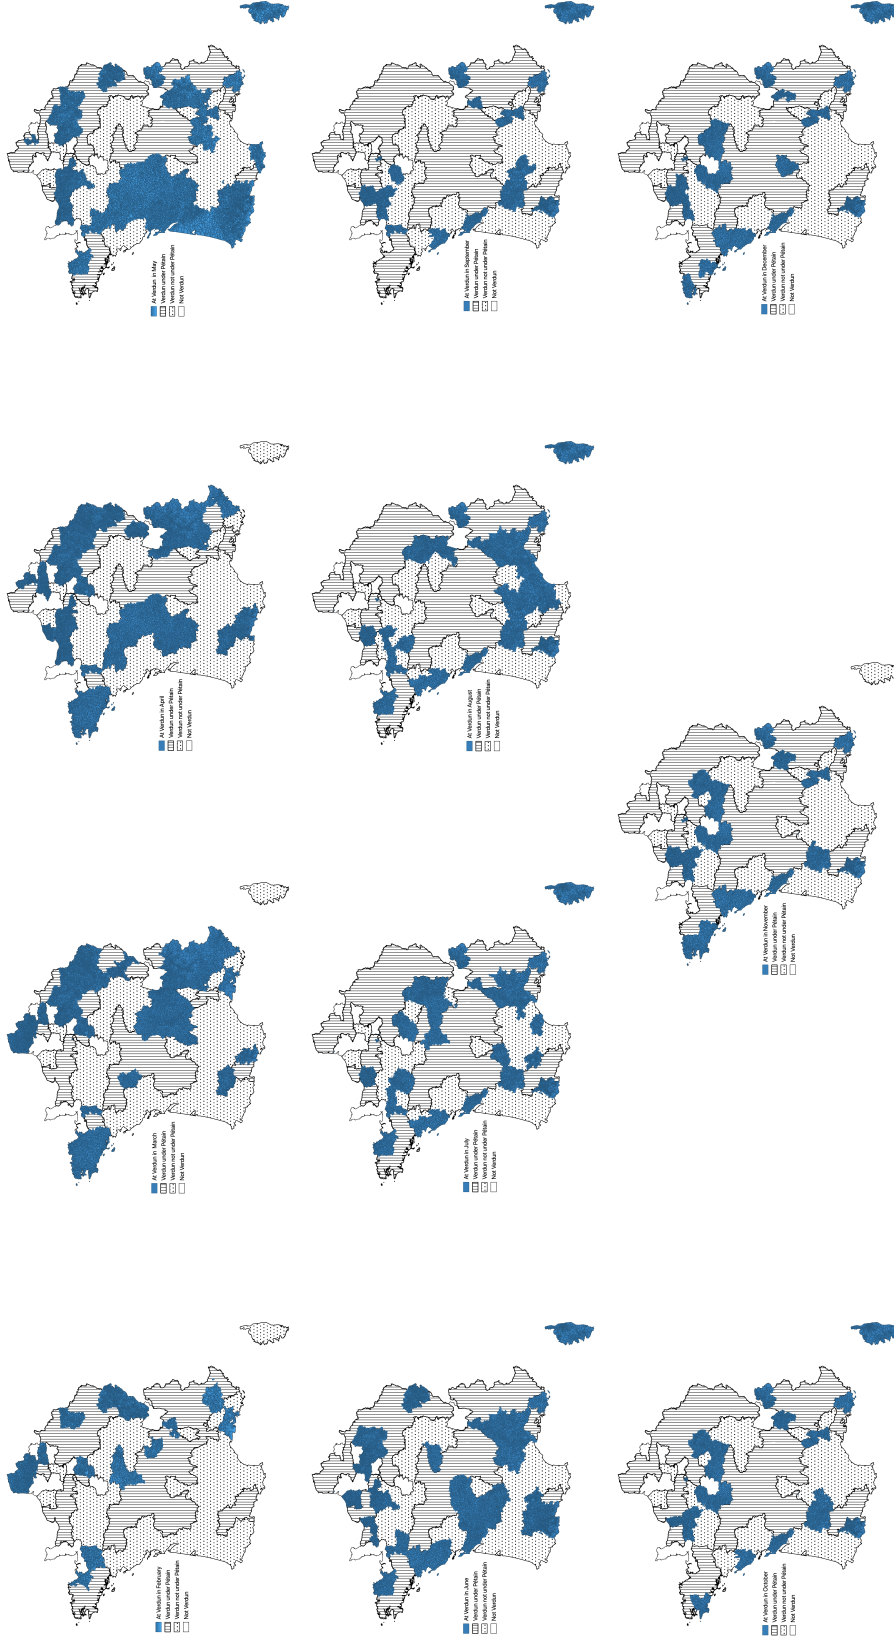 At Verdun in February
Verdun under Pétain
Verdun not under Pétain
Not Verdun
At Verdun in March
Verdun under Pétain
Verdun not under Pétain
Not Verdun
At Verdun in April
Verdun under Pétain
Verdun not under Pétain
Not Verdun
At Verdun in May
Verdun under Pétain
Verdun not under Pétain
Not Verdun
At Verdun in June
Verdun under Pétain
Verdun not under Pétain
Not Verdun
At Verdun in July
Verdun under Pétain
Verdun not under Pétain
Not Verdun
At Verdun in August
Verdun under Pétain
Verdun not under Pétain
Not Verdun
At Verdun in September
Verdun under Pétain
Verdun not under Pétain
Not Verdun
At Verdun in October
Verdun under Pétain
Verdun not under Pétain
Not Verdun
At Verdun in November
Verdun under Pétain
Verdun not under Pétain
Not Verdun
At Verdun in December
Verdun under Pétain
Verdun not under Pétain
Not Verdun